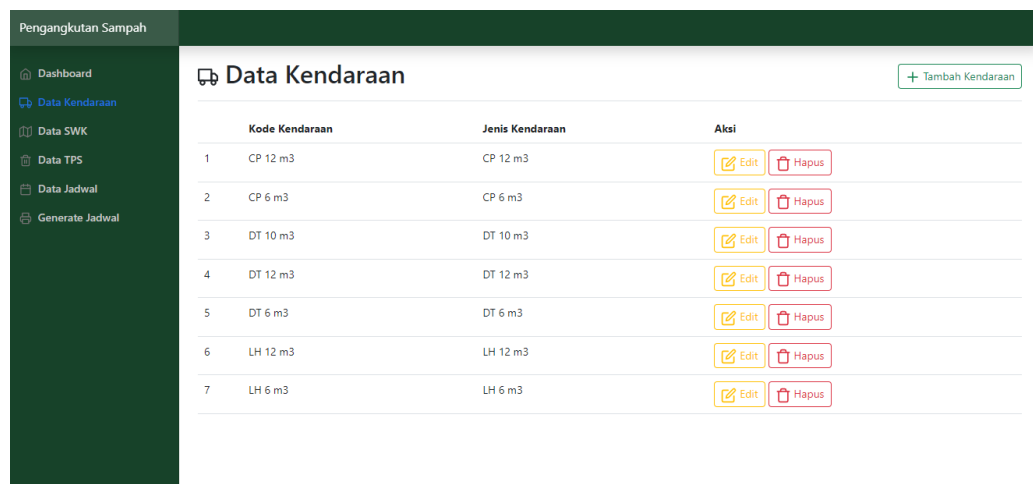 Pengangkutan Sampah
Dashboard
Data Kendaraan
Data SWK
Data TPS
Data Jadwal
Generate Jadwal
Data Kendaraan
+ Tambah Kendaraan
Kode Kendaraan Jenis Kendaraan Aksi
1 CP 12 m3 CP 12 m3 Edit Hapus
2 CP 6 m3 CP 6 m3 Edit Hapus
3 DT 10 m3 DT 10 m3 Edit Hapus
4 DT 12 m3 DT 12 m3 Edit Hapus
5 DT 6 m3 DT 6 m3 Edit Hapus
6 LH 12 m3 LH 12 m3 Edit Hapus
7 LH 6 m3 LH 6 m3 Edit Hapus